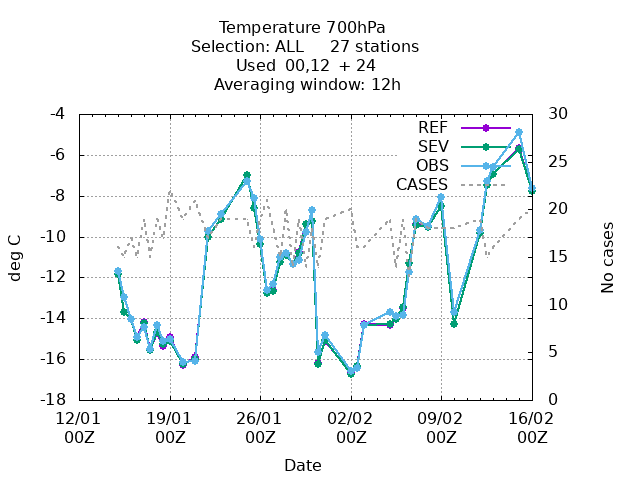 Temperature 700hPa
Selection: ALL 27 stations
Used 00,12 + 24
Averaging window: 12h
REF
SEV
OBS
CASES
-4
-6
-8
-10
-12
-14
-16
-18
30
25
20
15
10
5
0
deg C
No cases
12/01 19/01 26/01 02/02 09/02 16/02
00Z 00Z 00Z 00Z 00Z 00Z
Date